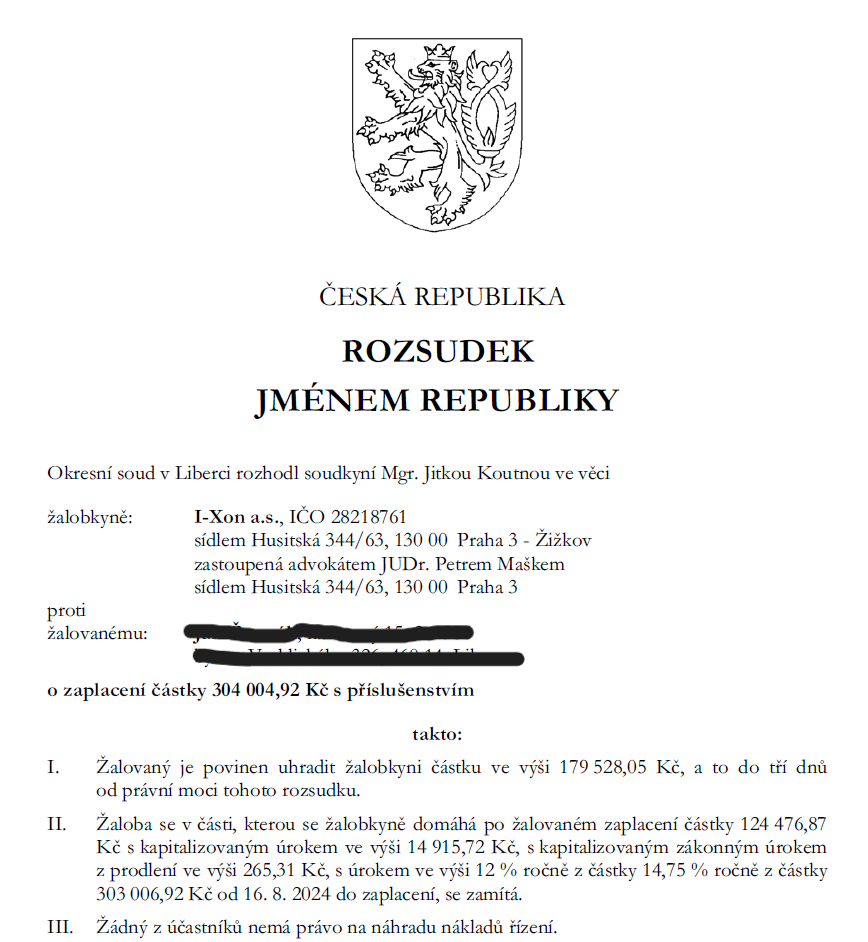 ČESKÁ REPUBLIKA
ROZSUDEK
JMÉNEM REPUBLIKY
Okresní soud v Liberci rozhodl soudkyní Mgr. Jitkou Koutnou ve věci
žalobkyně: I-Xon a.s., IČO 28218761
sídlem Husitská 344/63, 130 00 Praha 3 - Žižkov
zastoupená advokátem JUDr. Petrem Maškem
sídlem Husitská 344/63, 130 00 Praha 3
proti
žalovanému:
o zaplacení částky 304 004,92 Kč s příslušenstvím
takto:
I. Žalovaný je povinen uhradit žalobkyni částku ve výši 179 528,05 Kč, a to do tří dnů
od právní moci tohoto rozsudku.
II. Žaloba se v části, kterou se žalobkyně domáhá po žalovaném zaplacení částky 124 476,87
Kč s kapitalizovaným úrokem ve výši 14 915,72 Kč, s kapitalizovaným zákonným úrokem
z prodlení ve výši 265,31 Kč, s úrokem ve výši 12 % ročně z částky 14,75 % ročně z částky
303 006,92 Kč od 16. 8. 2024 do zaplacení, se zamítá.
III. Žádný z účastníků nemá právo na náhradu nákladů řízení.